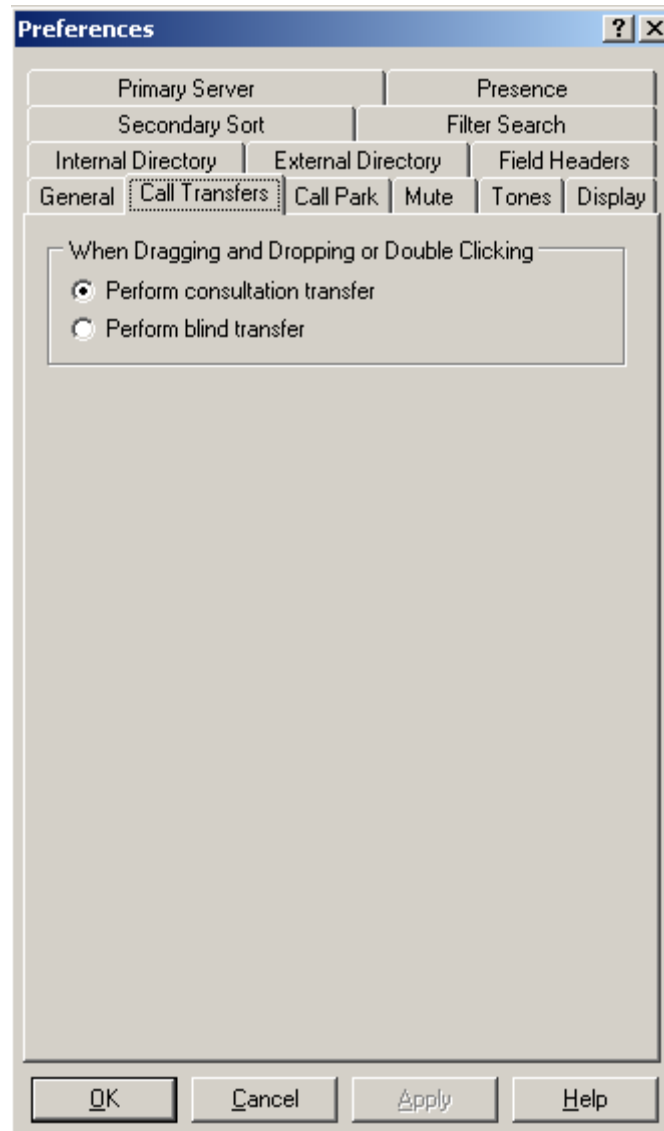 Preferences
Primary Server Presence
Secondary Sort Filter Search
Internal Directory External Directory Field Headers
General Call Transfers Call Park Mute Tones Display
When Dragging and Dropping or Double Clicking
Perform consultation transfer
Perform blind transfer
OK Cancel Apply Help